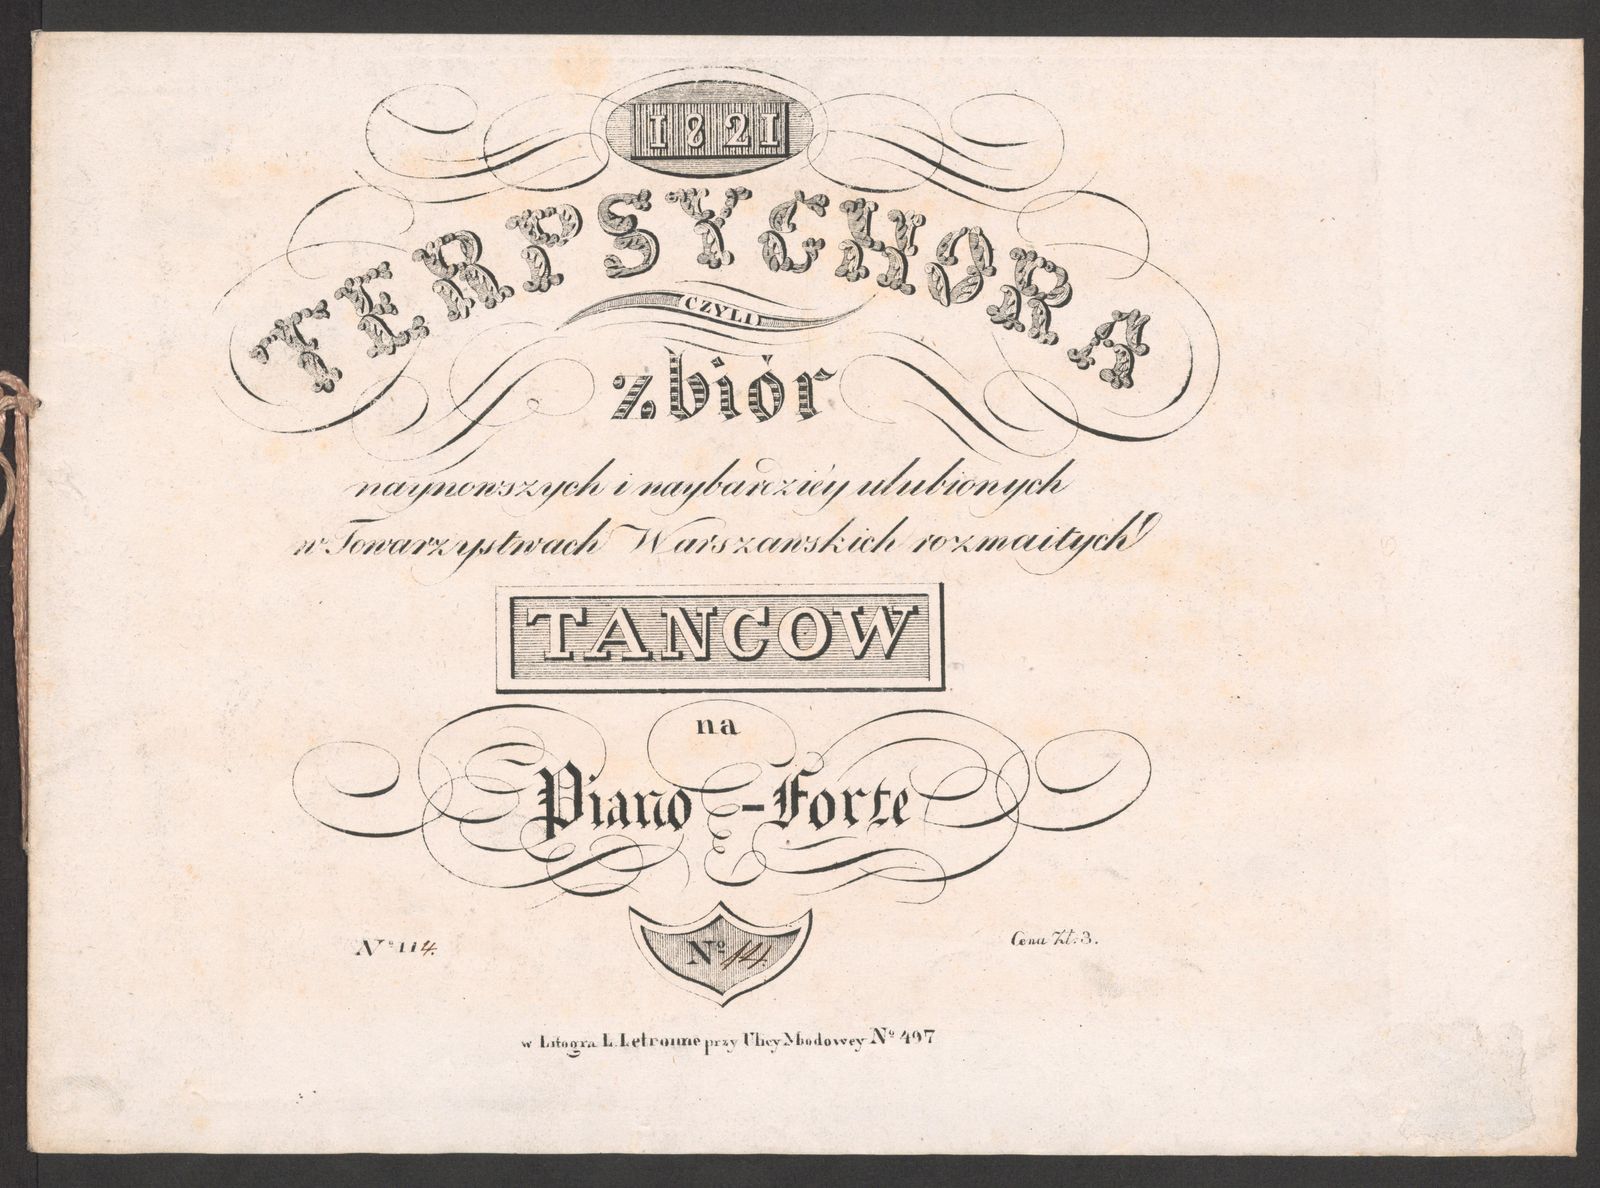 1821
TERPSYCHORA
CZYLI
zbiór
naynowszych i naybardziéy ulubionych
w Towarzystwach Warszawskich rozmaitych
TANCOW
na
Piano-Forte
Nº 114.
Nº 14.
Cena Zł: 3.
w Litogra L. Letronne przy Ulicy Miodowey Nº 497